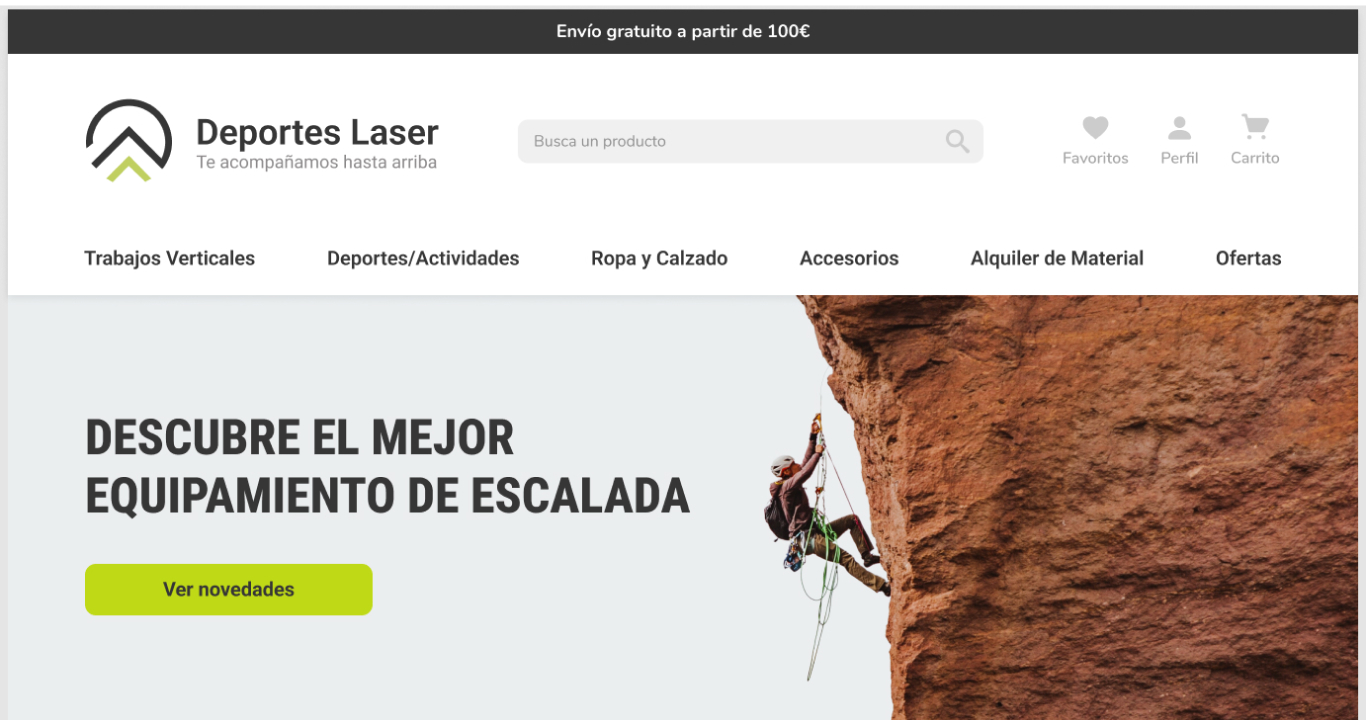 Envío gratuito a partir de 100€
Deportes Laser
Te acompañamos hasta arriba
Busca un producto
Favoritos
Perfil
Carrito
Trabajos Verticales
Deportes/Actividades
Ropa y Calzado
Accesorios
Alquiler de Material
Ofertas
DESCUBRE EL MEJOR
EQUIPAMIENTO DE ESCALADA
Ver novedades